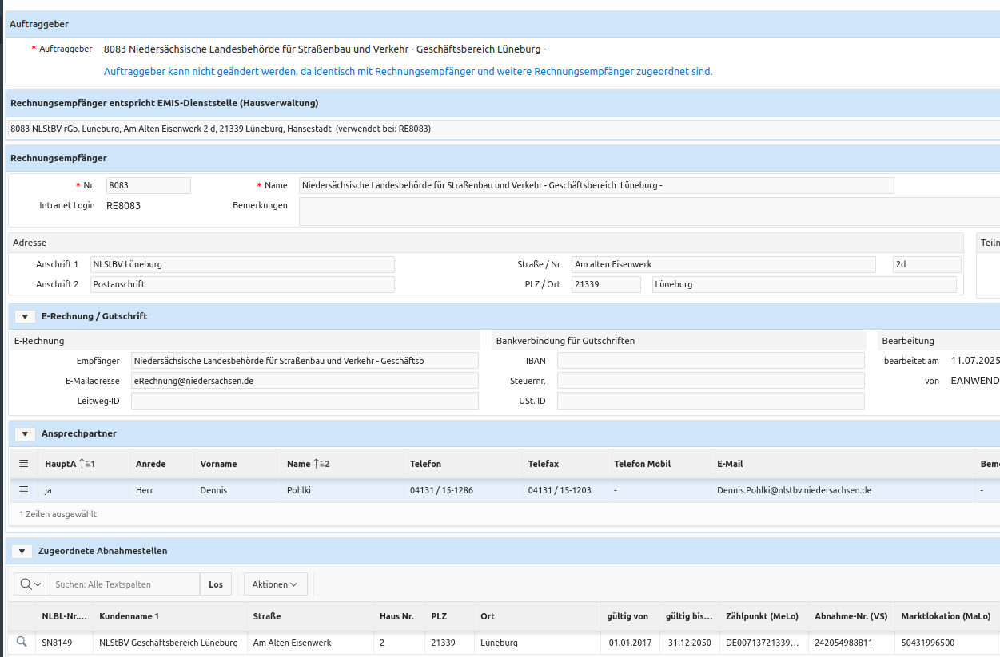 Auftraggeber
* Auftraggeber 8083 Niedersächsische Landesbehörde für Straßenbau und Verkehr - Geschäftsbereich Lüneburg -
Auftraggeber kann nicht geändert werden, da identisch mit Rechnungsempfänger und weitere Rechnungsempfänger zugeordnet sind.
Rechnungsempfänger entspricht EMIS-Dienststelle (Hausverwaltung)
8083 NLStBV rGb. Lüneburg, Am Alten Eisenwerk 2 d, 21339 Lüneburg, Hansestadt (verwendet bei: RE8083)
Rechnungsempfänger
* Nr. 8083 * Name Niedersächsische Landesbehörde für Straßenbau und Verkehr - Geschäftsbereich Lüneburg -
Intranet Login RE8083 Bemerkungen
Adresse Teiln
Anschrift 1 NLStBV Lüneburg Straße / Nr Am alten Eisenwerk 2d
Anschrift 2 Postanschrift PLZ / Ort 21339 Lüneburg
E-Rechnung / Gutschrift
E-Rechnung Bankverbindung für Gutschriften Bearbeitung
Empfänger Niedersächsische Landesbehörde für Straßenbau und Verkehr - Geschäftsb IBAN bearbeitet am 11.07.2025
E-Mailadresse eRechnung@niedersachsen.de Steuernr. von EANWEND
Leitweg-ID USt. ID
Ansprechpartner
HauptA 1 Anrede Vorname Name 2 Telefon Telefax Telefon Mobil E-Mail Beme
ja Herr Dennis Pohlki 04131 / 15-1286 04131 / 15-1203 - Dennis.Pohlki@nlstbv.niedersachsen.de -
1 Zeilen ausgewählt
Zugeordnete Abnahmestellen
Suchen: Alle Textspalten Los Aktionen
NLBL-Nr.... Kundenname 1 Straße Haus Nr. PLZ Ort gültig von gültig bis... Zählpunkt (MeLo) Abnahme-Nr. (VS) Marktlokation (MaLo)
SN8149 NLStBV Geschäftsbereich Lüneburg Am Alten Eisenwerk 2 21339 Lüneburg 01.01.2017 31.12.2050 DE00713721339... 242054988811 50431996500